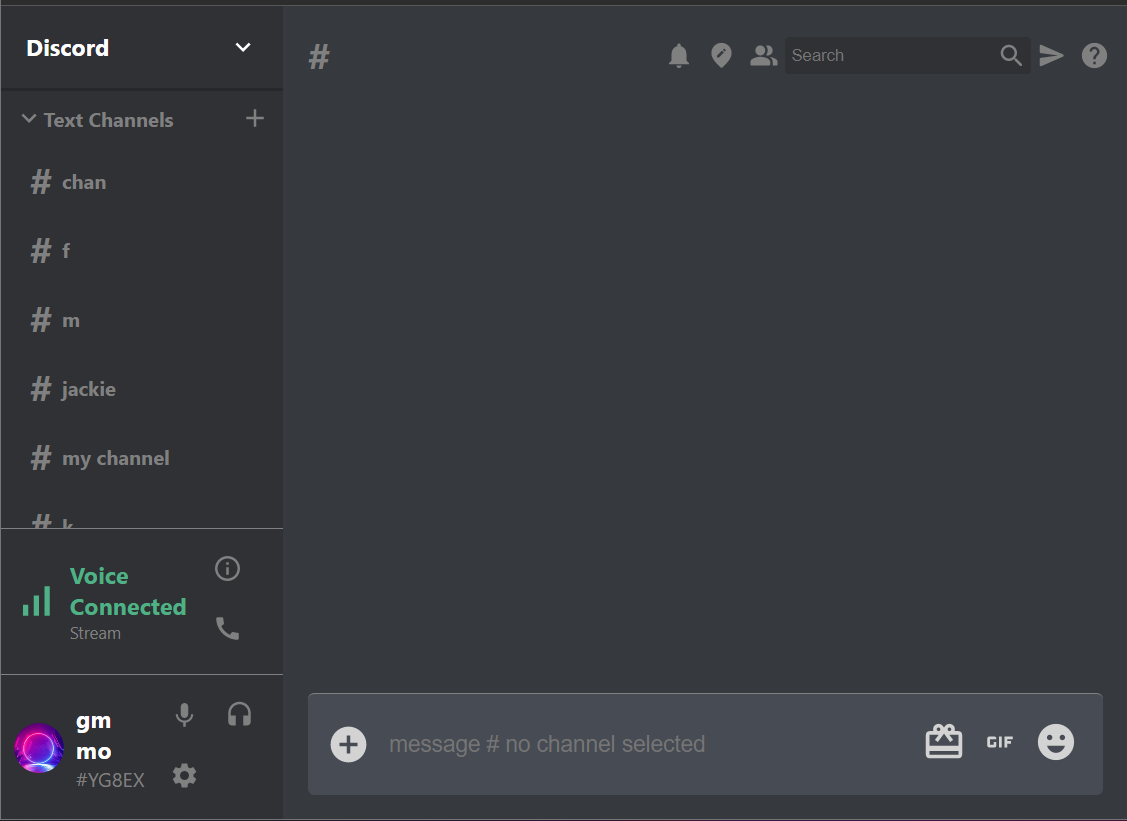 Discord
#
Search
Text Channels
# chan
# f
# m
# jackie
# my channel
# k
Voice
Connected
Stream
gm
mo
#YG8EX
message # no channel selected
GIF